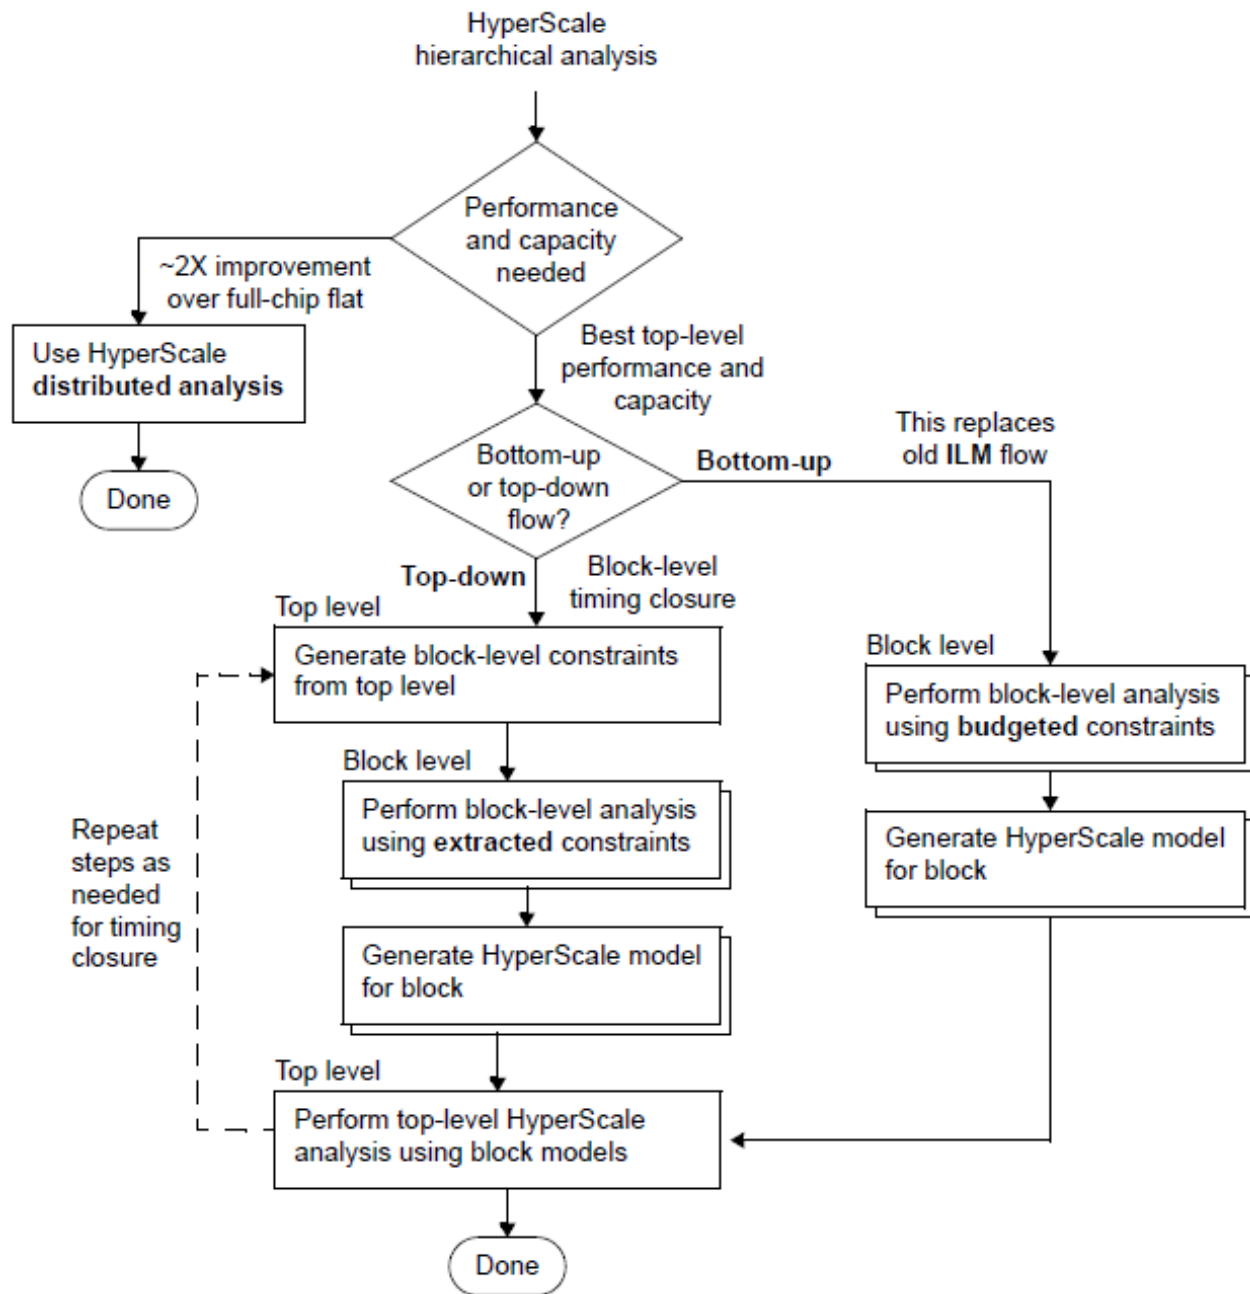 HyperScale
hierarchical analysis
Performance
and capacity
needed
~2X improvement
over full-chip flat
Use HyperScale
distributed analysis
Done
Best top-level
performance and
capacity
Bottom-up
or top-down
flow?
Bottom-up
This replaces
old ILM flow
Top-down
Block-level
timing closure
Top level
Generate block-level constraints
from top level
Block level
Perform block-level analysis
using extracted constraints
Generate HyperScale model
for block
Repeat
steps as
needed
for timing
closure
Block level
Perform block-level analysis
using budgeted constraints
Generate HyperScale model
for block
Top level
Perform top-level HyperScale
analysis using block models
Done